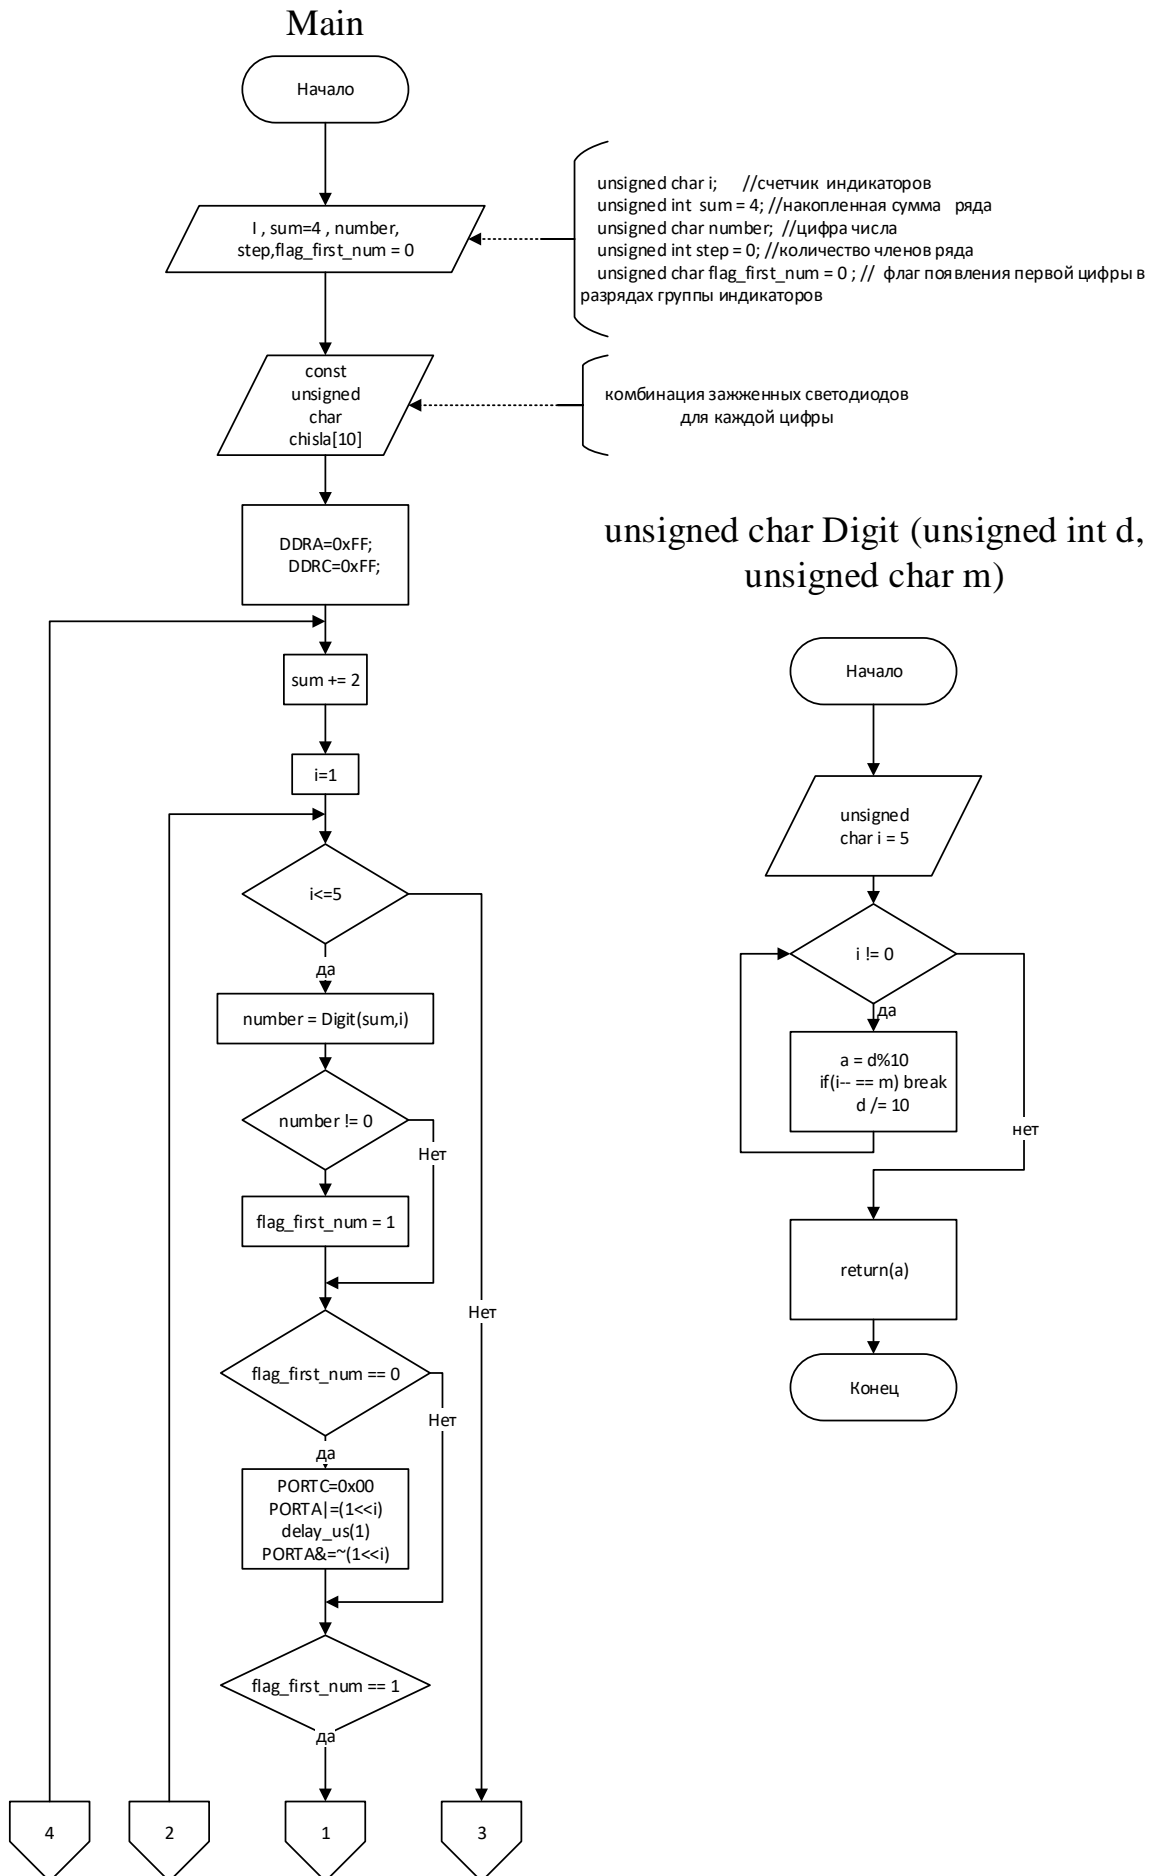 Main
Начало
I , sum=4 , number,
step,flag_first_num = 0
unsigned char i; //счетчик индикаторов
unsigned int sum = 4; //накопленная сумма ряда
unsigned char number; //цифра числа
unsigned int step = 0; //количество членов ряда
unsigned char flag_first_num = 0 ; // флаг появления первой цифры в
разрядах группы индикаторов
const
unsigned
char
chisla[10]
комбинация зажженных светодиодов
для каждой цифры
DDRA=0xFF;
DDRC=0xFF;
sum += 2
i=1
i<=5
да
number = Digit(sum,i)
number != 0
Нет
flag_first_num = 1
Нет
flag_first_num == 0
Нет
да
PORTC=0x00
PORTA|=(1<<i)
delay_us(1)
PORTA&=~(1<<i)
flag_first_num == 1
да
4
2
1
3
unsigned char Digit (unsigned int d,
unsigned char m)
Начало
unsigned
char i = 5
i != 0
да
a = d%10
if(i-- == m) break
d /= 10
нет
return(a)
Конец